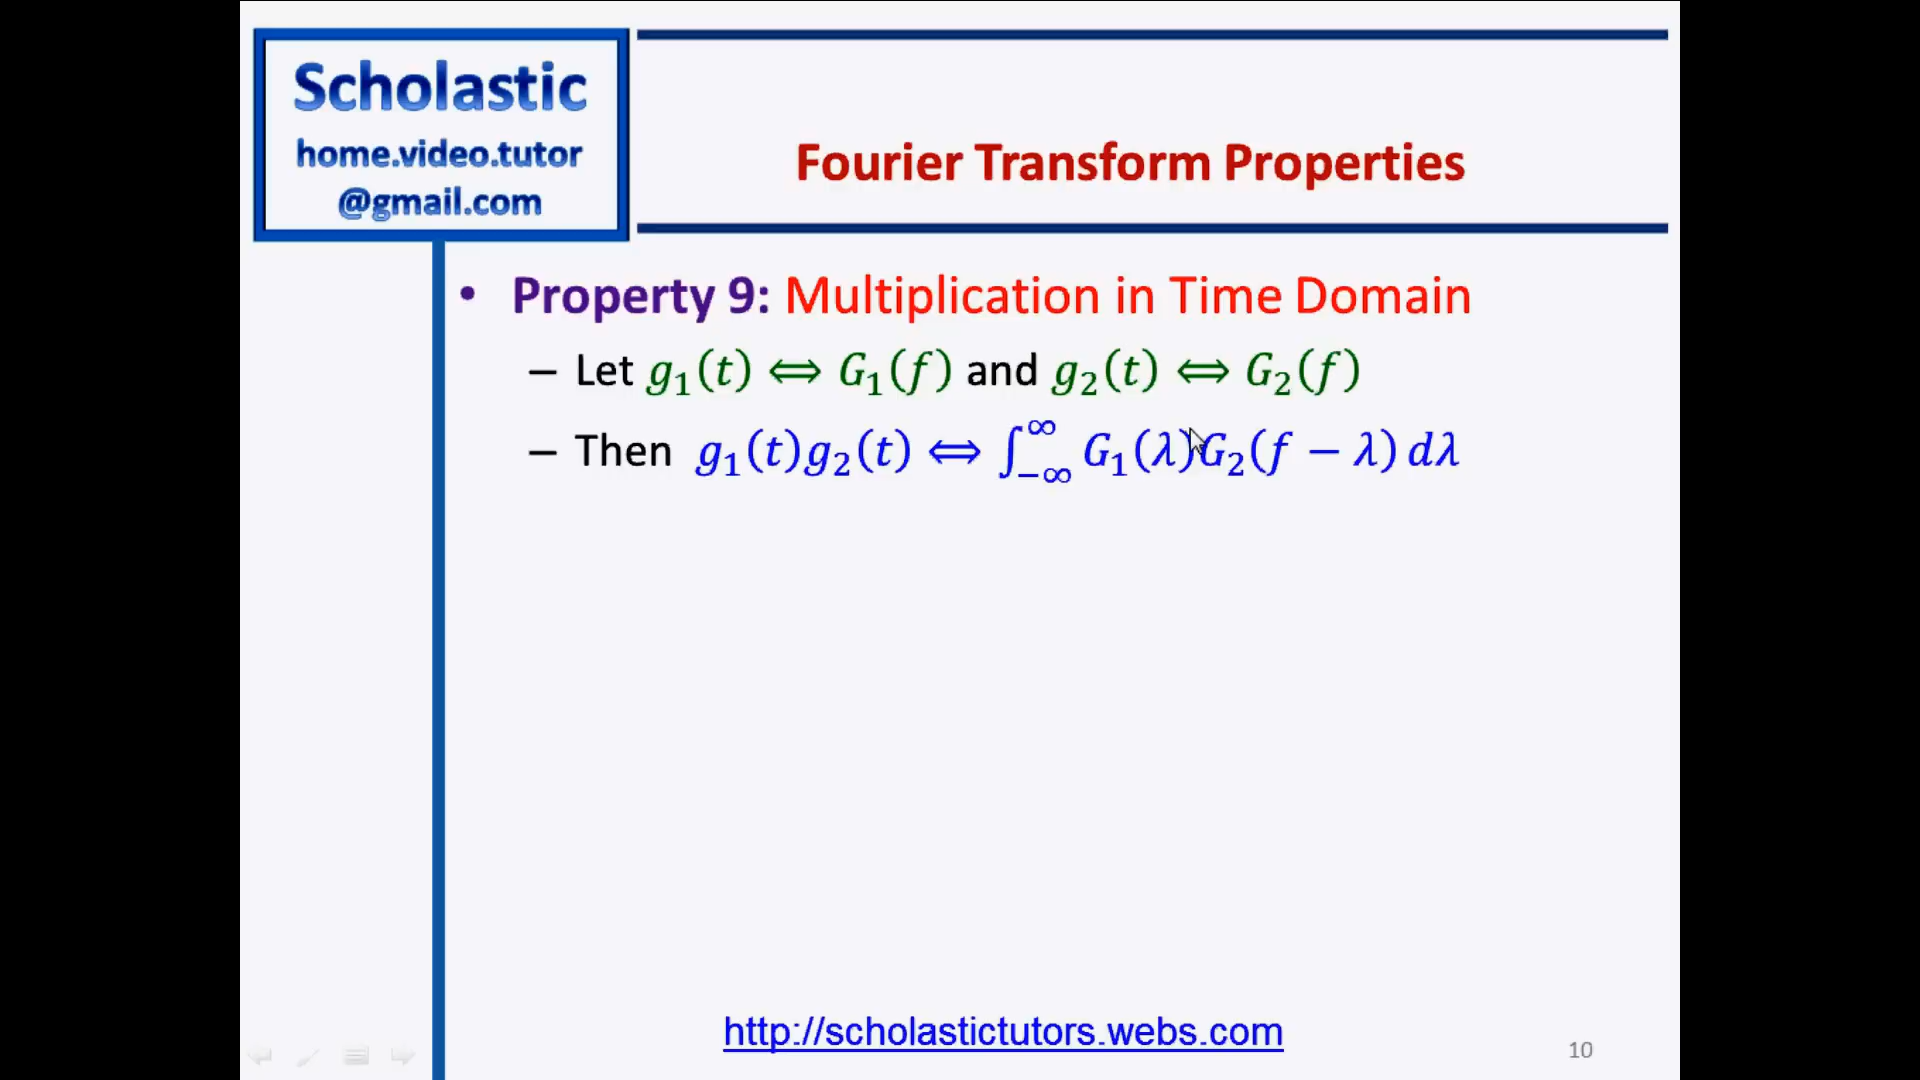 Scholastic
home.video.tutor
@gmail.com
Fourier Transform Properties
• Property 9: Multiplication in Time Domain
– Let g₁(t) ⟺ G₁(f) and g₂(t) ⟺ G₂(f)
– Then g₁(t)g₂(t) ⟺ ∫_{−∞}^{∞} G₁(λ)G₂(f − λ) dλ
http://scholastictutors.webs.com
10